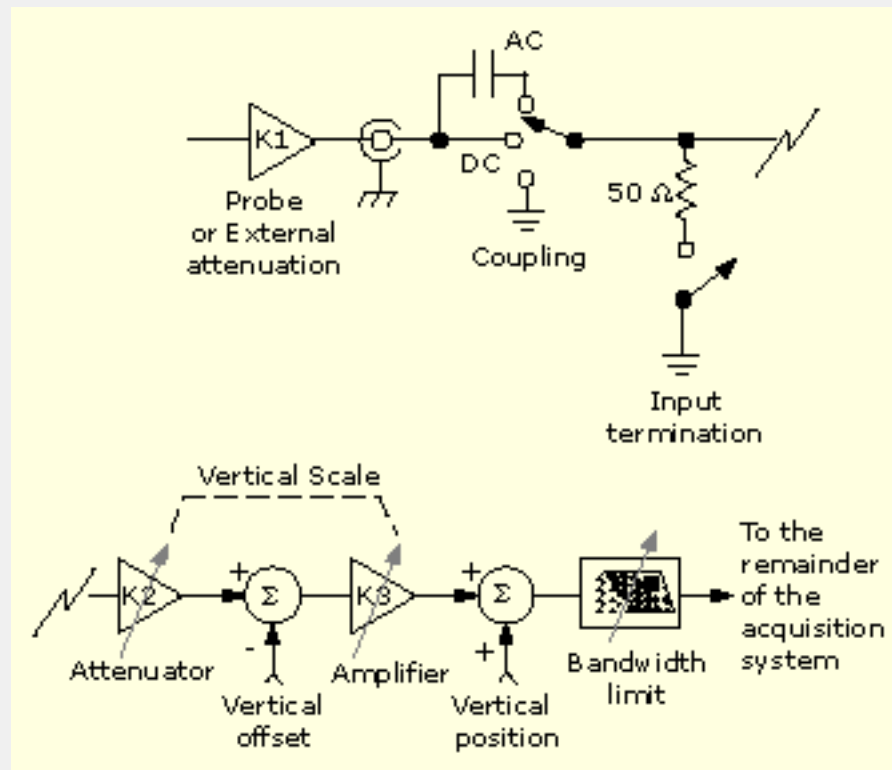 AC
K1
DC
50 Ω
Probe
or External
attenuation
Coupling
Input
termination
Vertical Scale
K2
+
Σ
-
K3
+
Σ
+
To the
remainder
of the
acquisition
system
Attenuator
Vertical
offset
Amplifier
Vertical
position
Bandwidth
limit